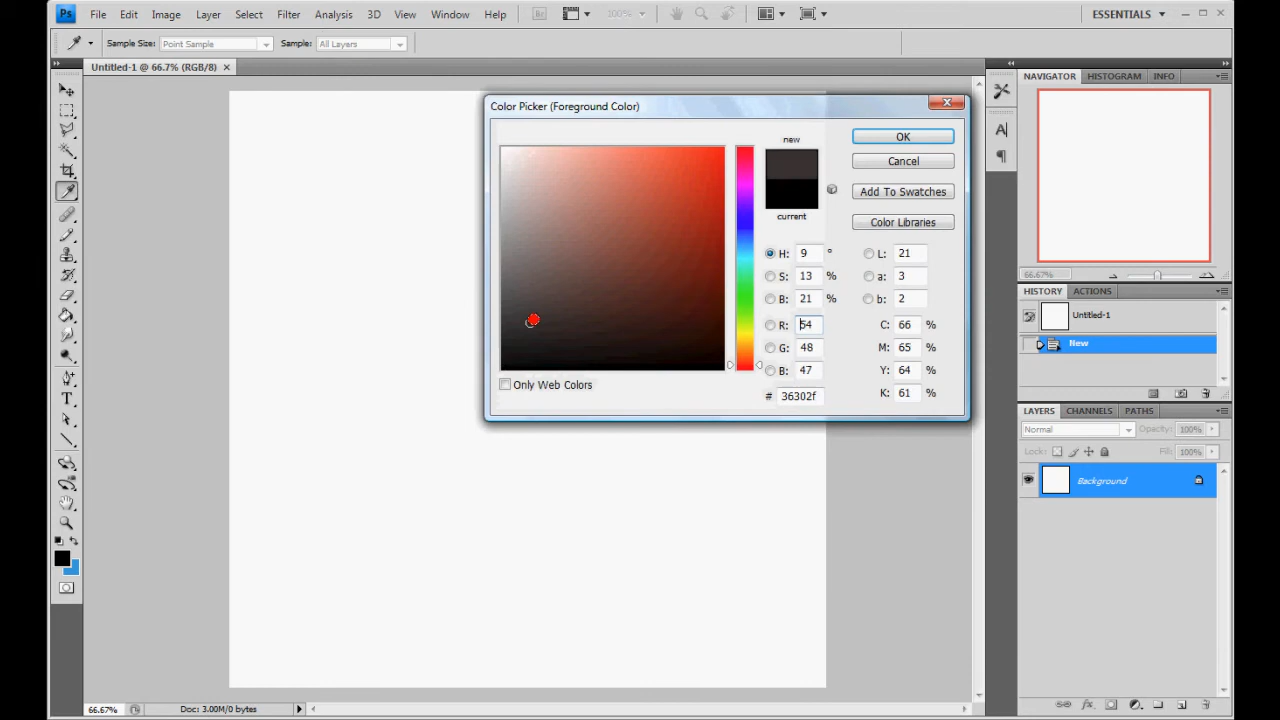 Ps File Edit Image Layer Select Filter Analysis 3D View Window Help Br 100% ESSENTIALS
Sample Size: Point Sample Sample: All Layers
Untitled-1 @ 66.7% (RGB/8)
Color Picker (Foreground Color)
new
current
OK
Cancel
Add To Swatches
Color Libraries
H: 9 ° L: 21
S: 13 % a: 3
B: 21 % b: 2
R: 54 C: 66 %
G: 48 M: 65 %
B: 47 Y: 64 %
# 36302f K: 61 %
Only Web Colors
NAVIGATOR HISTOGRAM INFO
66.67%
HISTORY ACTIONS
Untitled-1
New
LAYERS CHANNELS PATHS
Normal Opacity: 100%
Lock: Fill: 100%
Background
T
A
66.67% Doc: 3.00M/0 bytes
fx